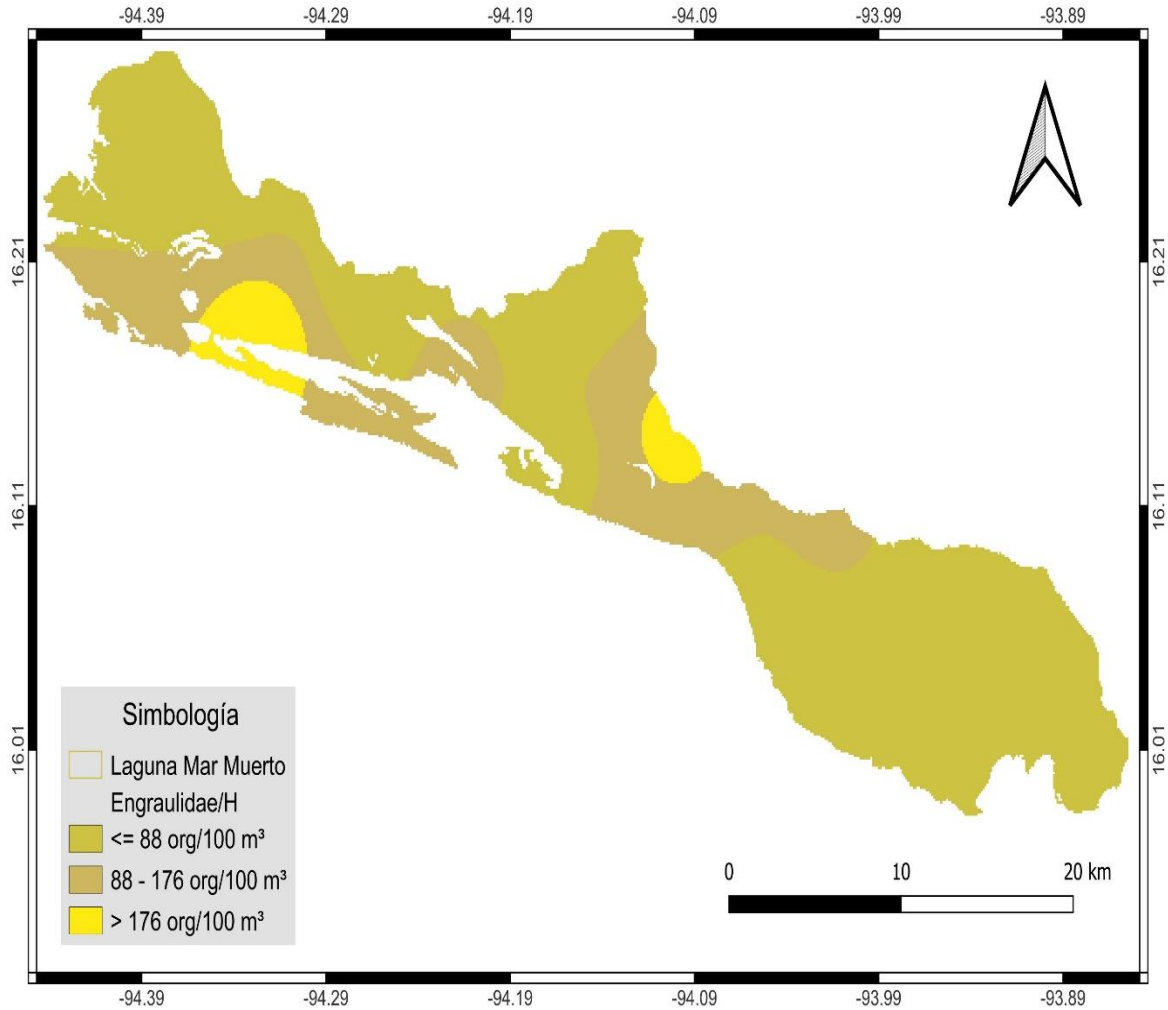 -94.39 -94.29 -94.19 -94.09 -93.99 -93.89
16.21 16.21
16.11 16.11
16.01 16.01
Simbología
Laguna Mar Muerto
Engraulidae/H
<= 88 org/100 m³
88 - 176 org/100 m³
> 176 org/100 m³
0 10 20 km
-94.39 -94.29 -94.19 -94.09 -93.99 -93.89